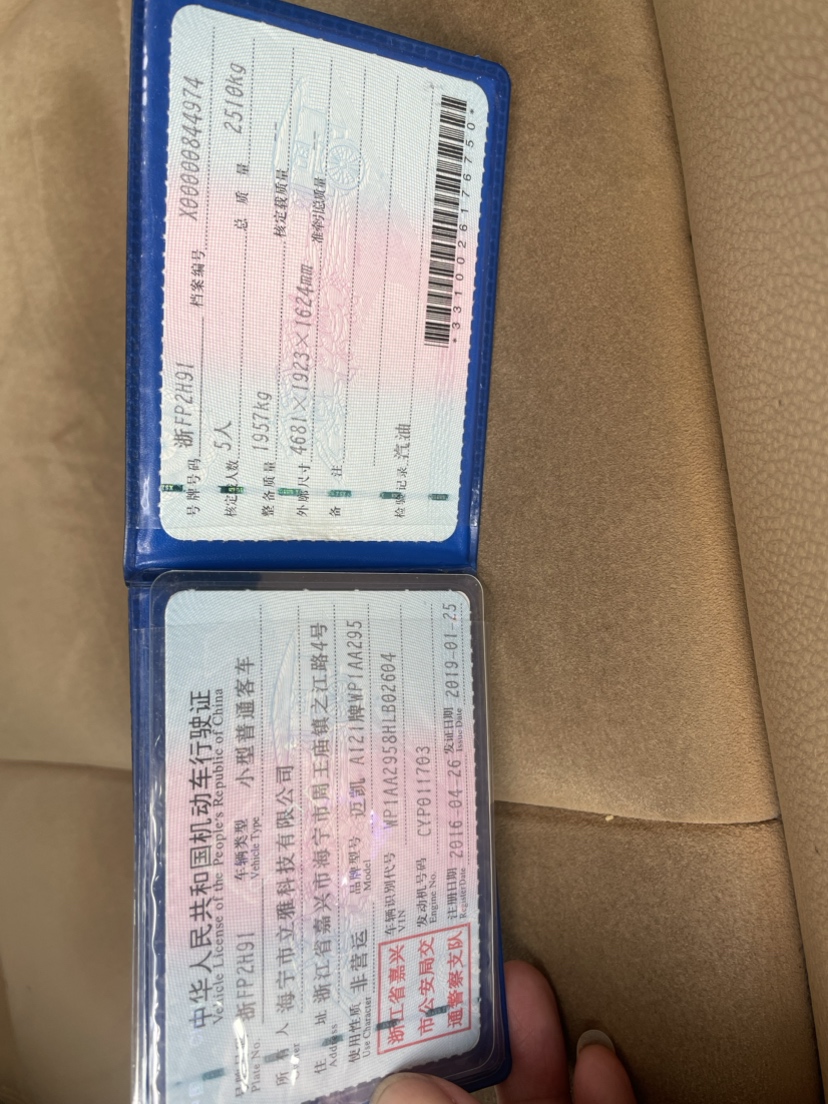 中华人民共和国机动车行驶证
Vehicle License of the People's Republic of China
Plate No. 浙FP2H91 车辆类型 小型普通客车
Vehicle Type
所 人 海宁市立雅科技有限公司
住 址 浙江省嘉兴市海宁市周王庙镇之江路4号
Address
使用性质 非营运 品牌型号 迈凯 A121牌WP1AA295
Use Character Model
浙江省嘉兴
市公安局交
通警察支队
车辆识别代号 WP1AA2958HLB02604
VIN
发动机号码 CYP011703
Engine No.
注册日期 2016-04-26 发证日期 2019-01-25
Register Date Issue Date
号牌号码 浙FP2H91 档案编号 X00000844974
核定 人数 5人 总 质 量 2510kg
整备质量 1957kg 核定载质量
外廓尺寸 4681×1923×1624mm 准牵引总质量
备 注
检验记录 汽油
*3310026176750*